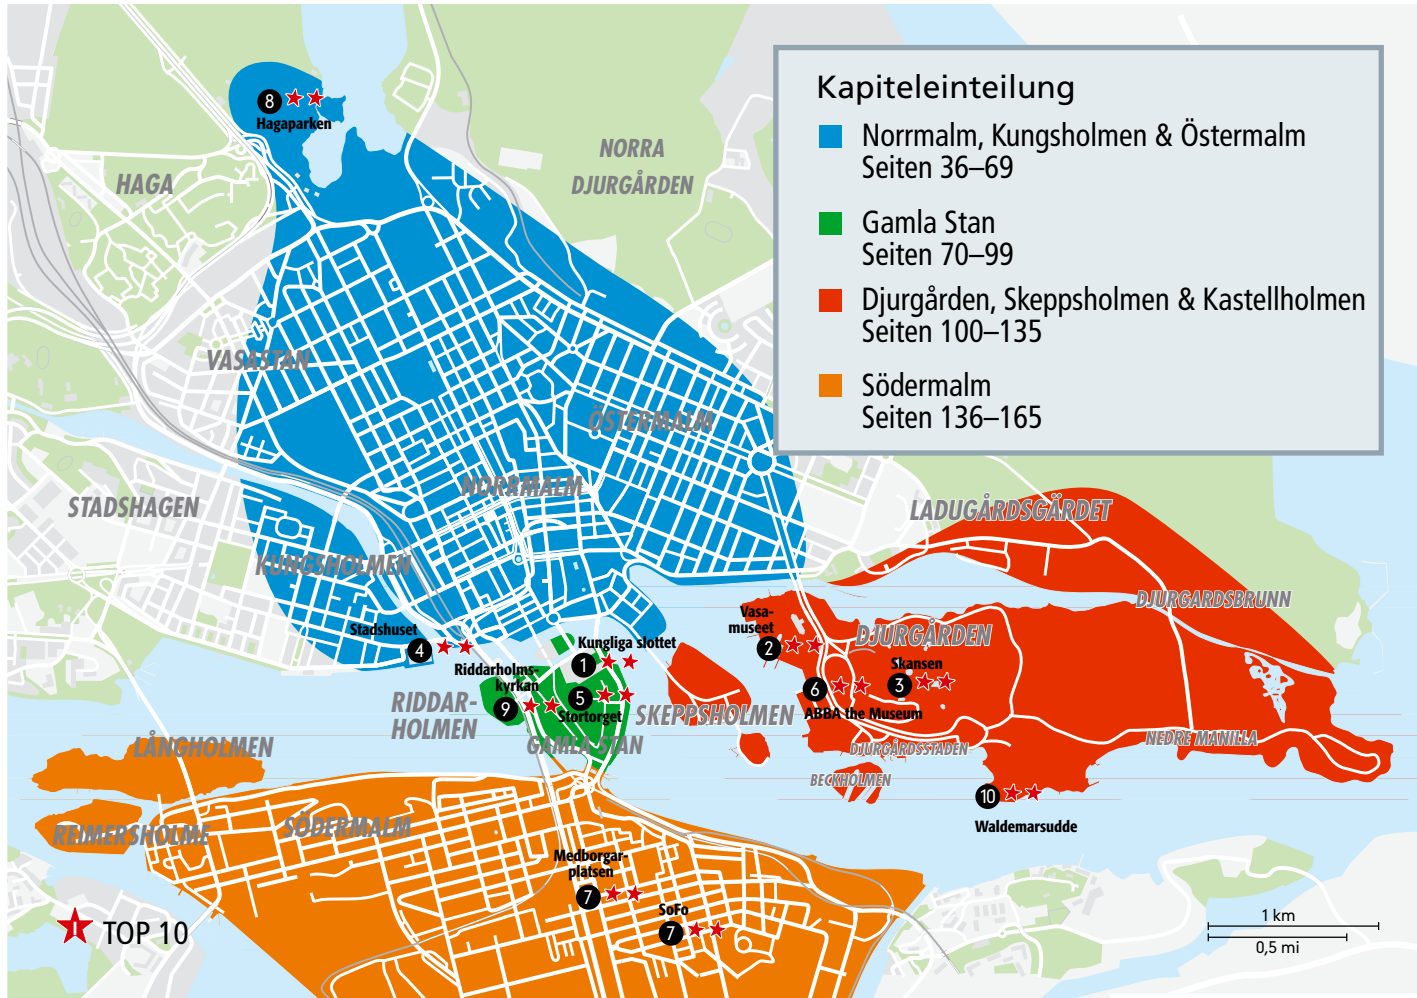 Kapiteleinteilung
Norrmalm, Kungsholmen & Östermalm
Seiten 36–69
Gamla Stan
Seiten 70–99
Djurgården, Skeppsholmen & Kastellholmen
Seiten 100–135
Södermalm
Seiten 136–165
8
Hagaparken
NORRA
DJURGÅRDEN
HAGA
VASASTAN
ÖSTERMALM
NORRMALM
STADSHAGEN
LADUGÅRDSGÄRDET
KUNGSHOLMEN
DJURGARDSBRUNN
Stadshuset
4
Vasa-
museet
2
DJURGÅRDEN
Kungliga slottet
1
Riddarholms-
kyrkan
9
Skansen
3
5
Stortorget
6
ABBA the Museum
RIDDAR-
HOLMEN
SKEPPSHOLMEN
GAMLA STAN
LÅNGHOLMEN
DJURGÅRDSSTADEN
NEDRE MANILLA
BECKHOLMEN
10
Waldemarsudde
REIMERSHOLME
SÖDERMALM
Medborgar-
platsen
7
SoFo
7
1
TOP 10
1 km
0,5 mi